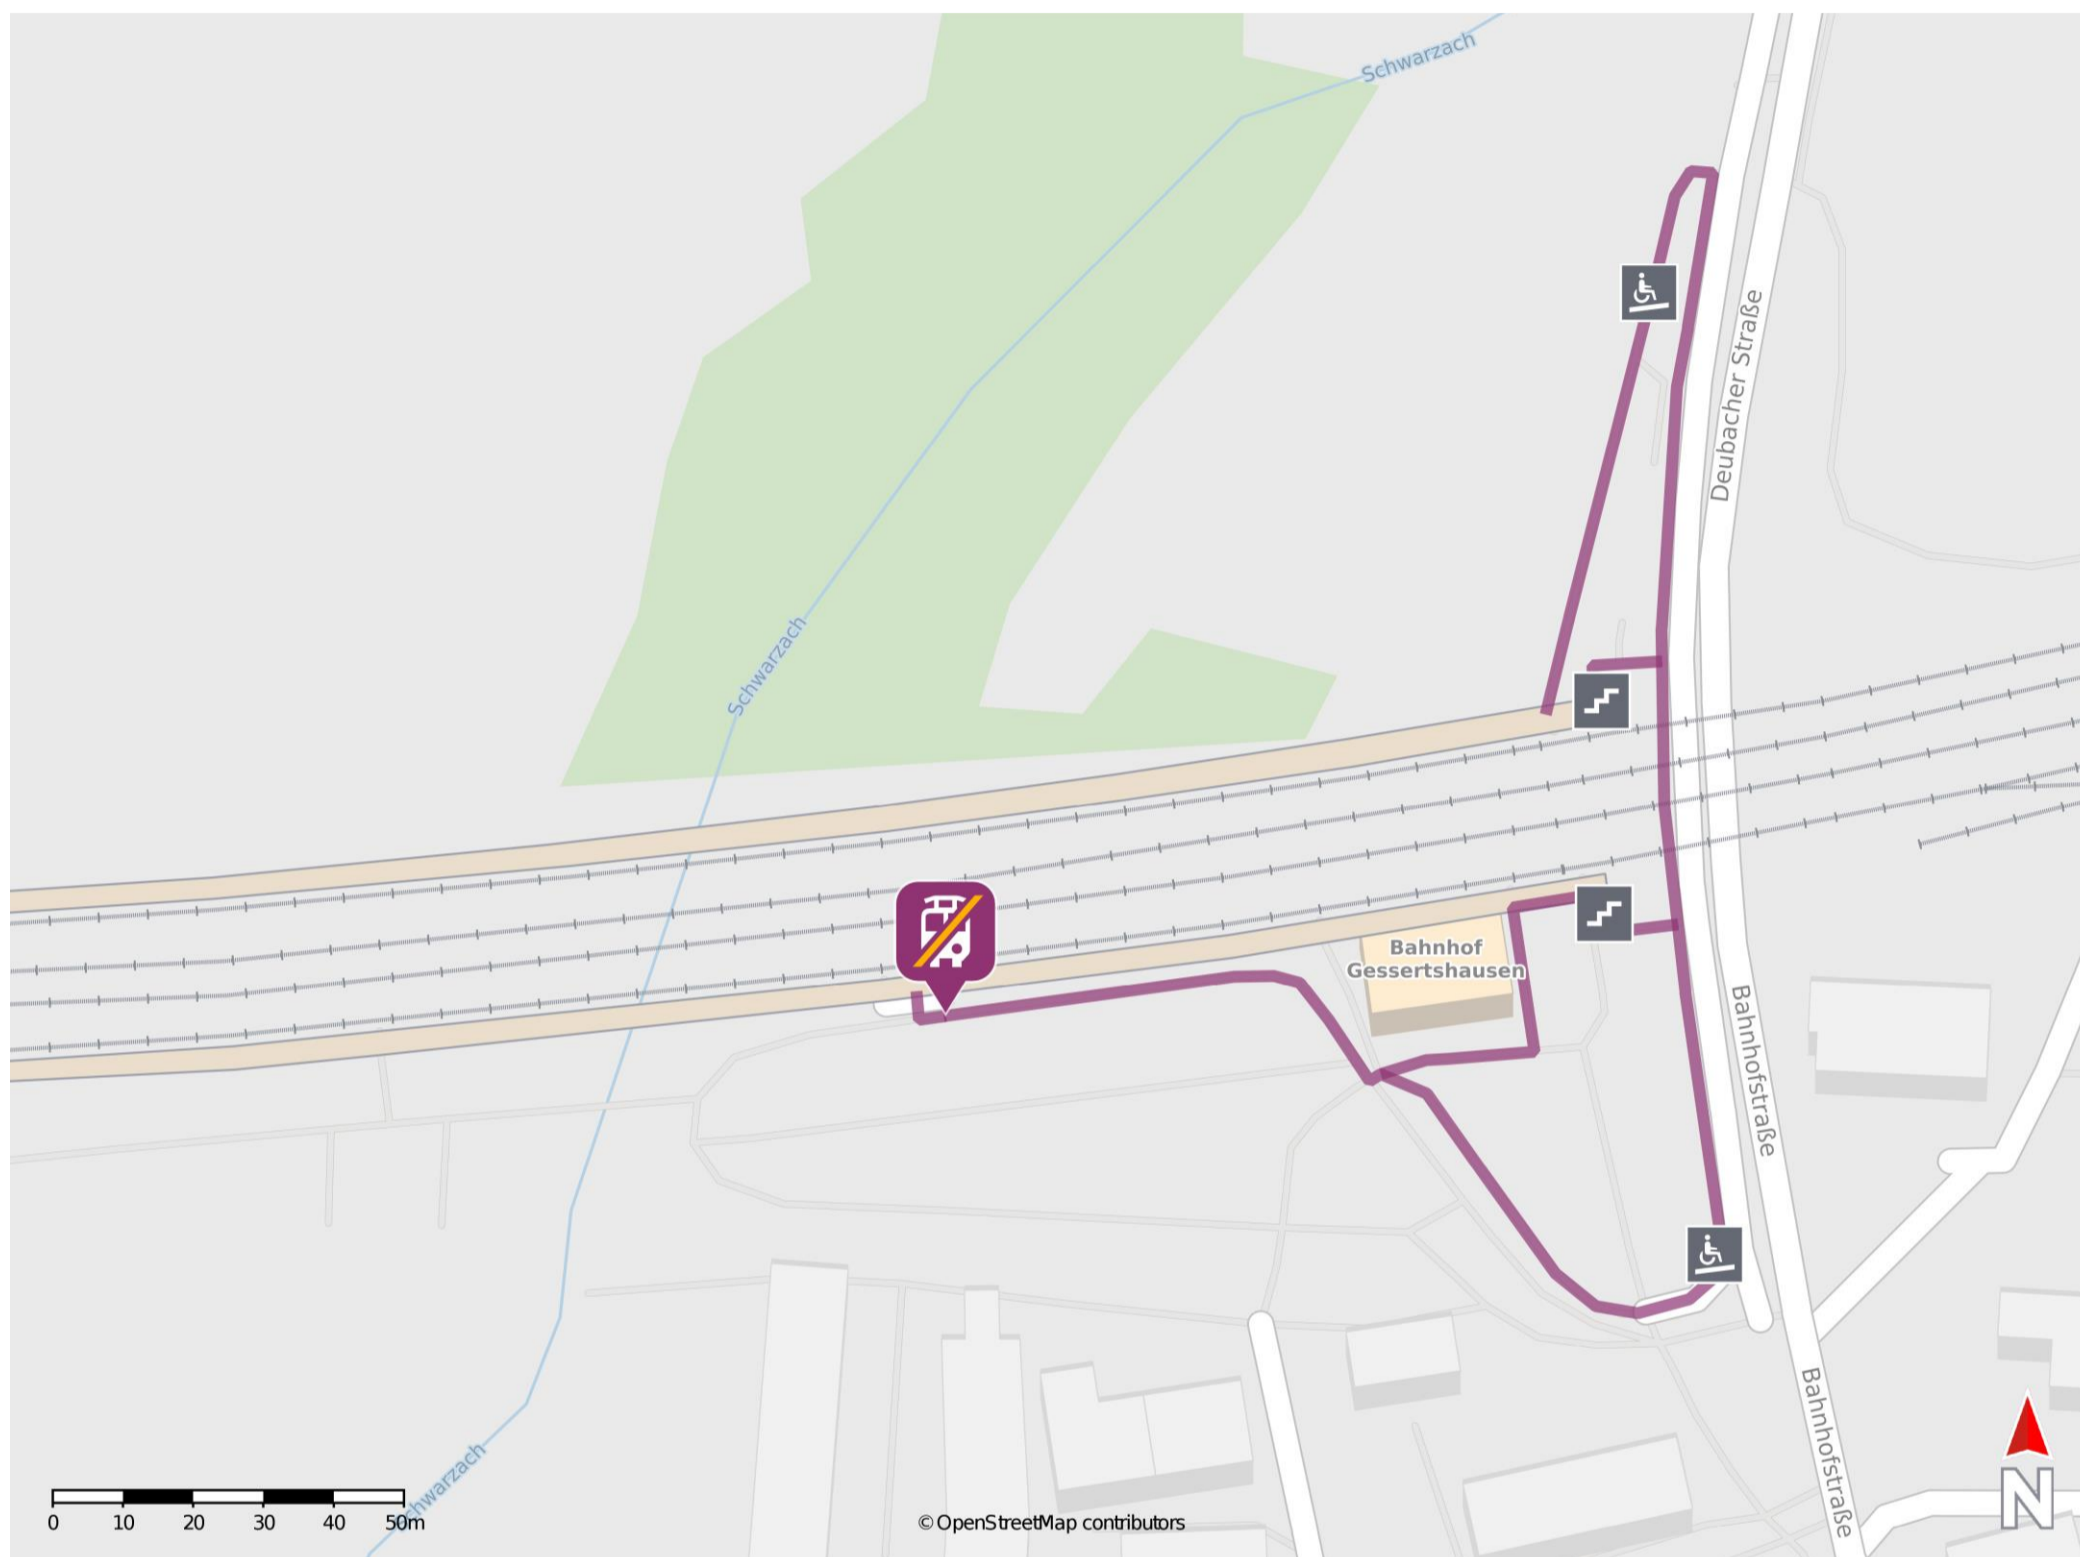 Schwarzach
Deubacher Straße
Schwarzach
Bahnhof
Gessertshausen
Bahnhofstraße
Bahnhofstraße
Schwarzach
0 10 20 30 40 50m
© OpenStreetMap contributors
N